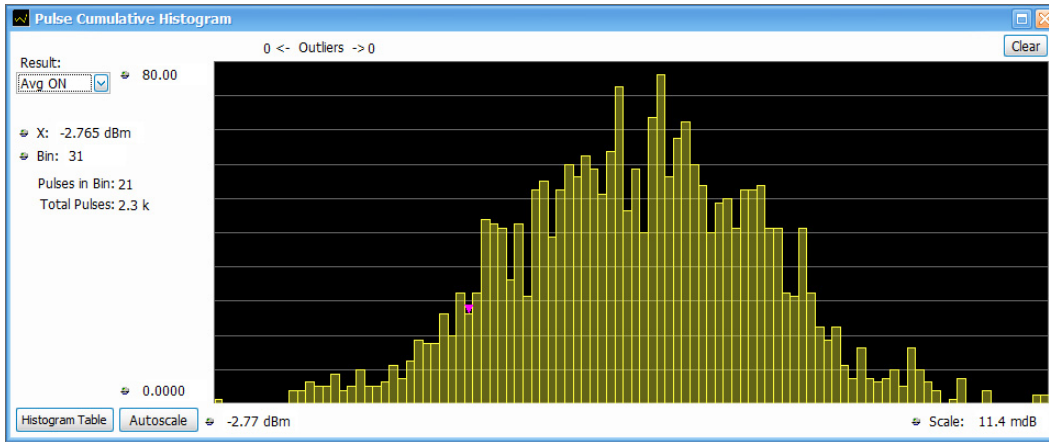 Pulse Cumulative Histogram
0 <- Outliers ->0
Clear
Result:
Avg ON
80.00
X: -2.765 dBm
Bin: 31
Pulses in Bin: 21
Total Pulses: 2.3 k
0.0000
Histogram Table
Autoscale
-2.77 dBm
Scale: 11.4 mdB